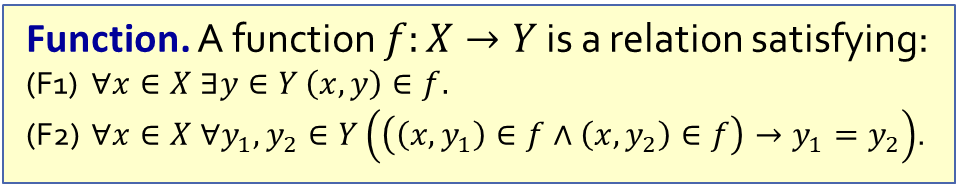 Function. A function 𝑓: 𝑋 → 𝑌 is a relation satisfying:
(F1) ∀𝑥 ∈ 𝑋 ∃𝑦 ∈ 𝑌 (𝑥, 𝑦) ∈ 𝑓.
(F2) ∀𝑥 ∈ 𝑋 ∀𝑦₁, 𝑦₂ ∈ 𝑌 (((𝑥, 𝑦₁) ∈ 𝑓 ∧ (𝑥, 𝑦₂) ∈ 𝑓) → 𝑦₁ = 𝑦₂).